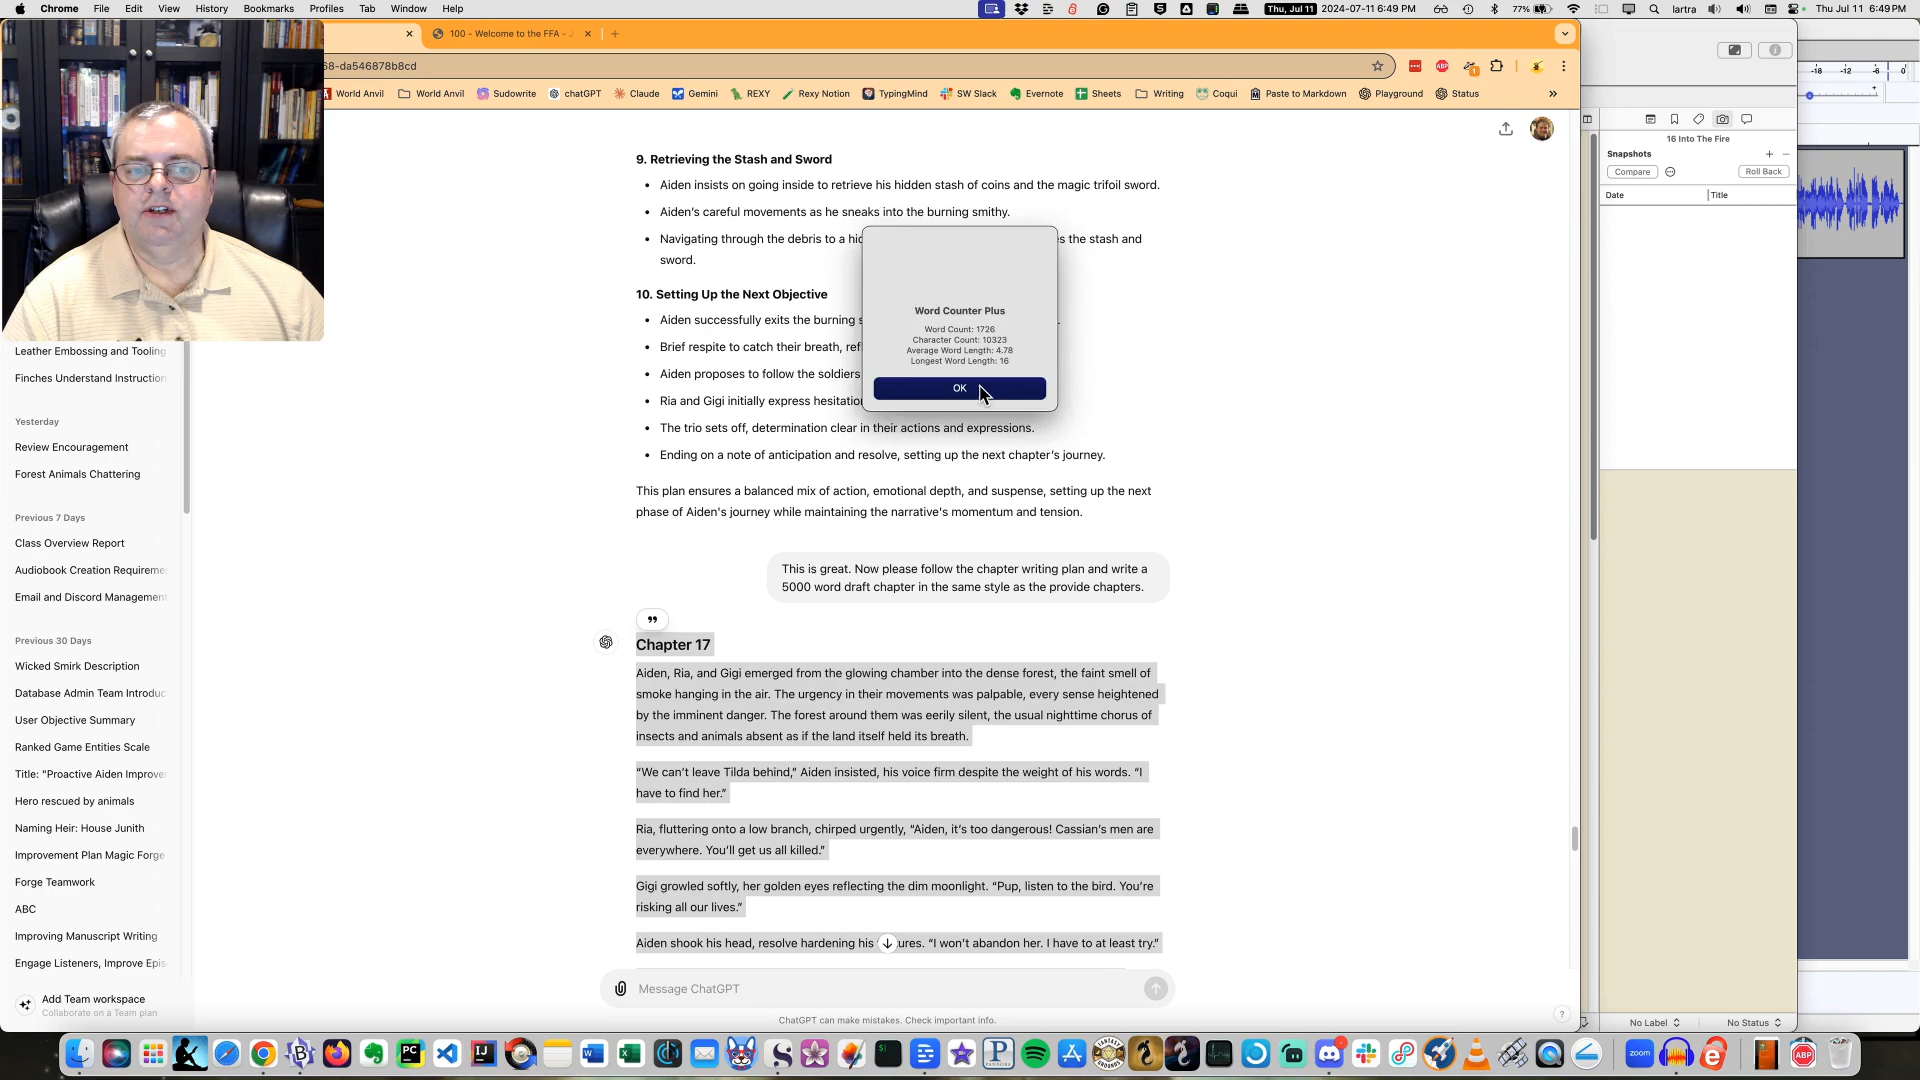 Chrome File Edit View History Bookmarks Profiles Tab Window Help
Thu, Jul 11 2024-07-11 6:49 PM 77% lartra Thu Jul 11 6:49 PM
100 - Welcome to the FFA -
68-da546878b8cd
World Anvil World Anvil Sudowrite chatGPT Claude Gemini REXY Rexy Notion TypingMind SW Slack Evernote Sheets Writing Coqui Paste to Markdown Playground Status
9. Retrieving the Stash and Sword
Aiden insists on going inside to retrieve his hidden stash of coins and the magic trifoil sword.
Aiden's careful movements as he sneaks into the burning smithy.
Navigating through the debris to a hid s the stash and
sword.
10. Setting Up the Next Objective
Aiden successfully exits the burning s
Brief respite to catch their breath, ref
Aiden proposes to follow the soldiers
Ria and Gigi initially express hesitation
The trio sets off, determination clear in their actions and expressions.
Ending on a note of anticipation and resolve, setting up the next chapter's journey.
This plan ensures a balanced mix of action, emotional depth, and suspense, setting up the next
phase of Aiden's journey while maintaining the narrative's momentum and tension.
Word Counter Plus
Word Count: 1726
Character Count: 10323
Average Word Length: 4.78
Longest Word Length: 16
OK
This is great. Now please follow the chapter writing plan and write a
5000 word draft chapter in the same style as the provide chapters.
Chapter 17
Aiden, Ria, and Gigi emerged from the glowing chamber into the dense forest, the faint smell of
smoke hanging in the air. The urgency in their movements was palpable, every sense heightened
by the imminent danger. The forest around them was eerily silent, the usual nighttime chorus of
insects and animals absent as if the land itself held its breath.
“We can’t leave Tilda behind,” Aiden insisted, his voice firm despite the weight of his words. “I
have to find her.”
Ria, fluttering onto a low branch, chirped urgently, “Aiden, it’s too dangerous! Cassian’s men are
everywhere. You’ll get us all killed.”
Gigi growled softly, her golden eyes reflecting the dim moonlight. “Pup, listen to the bird. You’re
risking all our lives.”
Aiden shook his head, resolve hardening his tures. “I won’t abandon her. I have to at least try.”
Message ChatGPT
ChatGPT can make mistakes. Check important info.
?
Leather Embossing and Tooling
Finches Understand Instruction
Yesterday
Review Encouragement
Forest Animals Chattering
Previous 7 Days
Class Overview Report
Audiobook Creation Requireme
Email and Discord Management
Previous 30 Days
Wicked Smirk Description
Database Admin Team Introduc
User Objective Summary
Ranked Game Entities Scale
Title: "Proactive Aiden Improver
Hero rescued by animals
Naming Heir: House Junith
Improvement Plan Magic Forge
Forge Teamwork
ABC
Improving Manuscript Writing
Engage Listeners, Improve Epis
Add Team workspace
Collaborate on a Team plan
16 Into The Fire
Snapshots
Compare Roll Back
Date Title
No Label No Status
-18 -12 -6 0
zoom
ABP